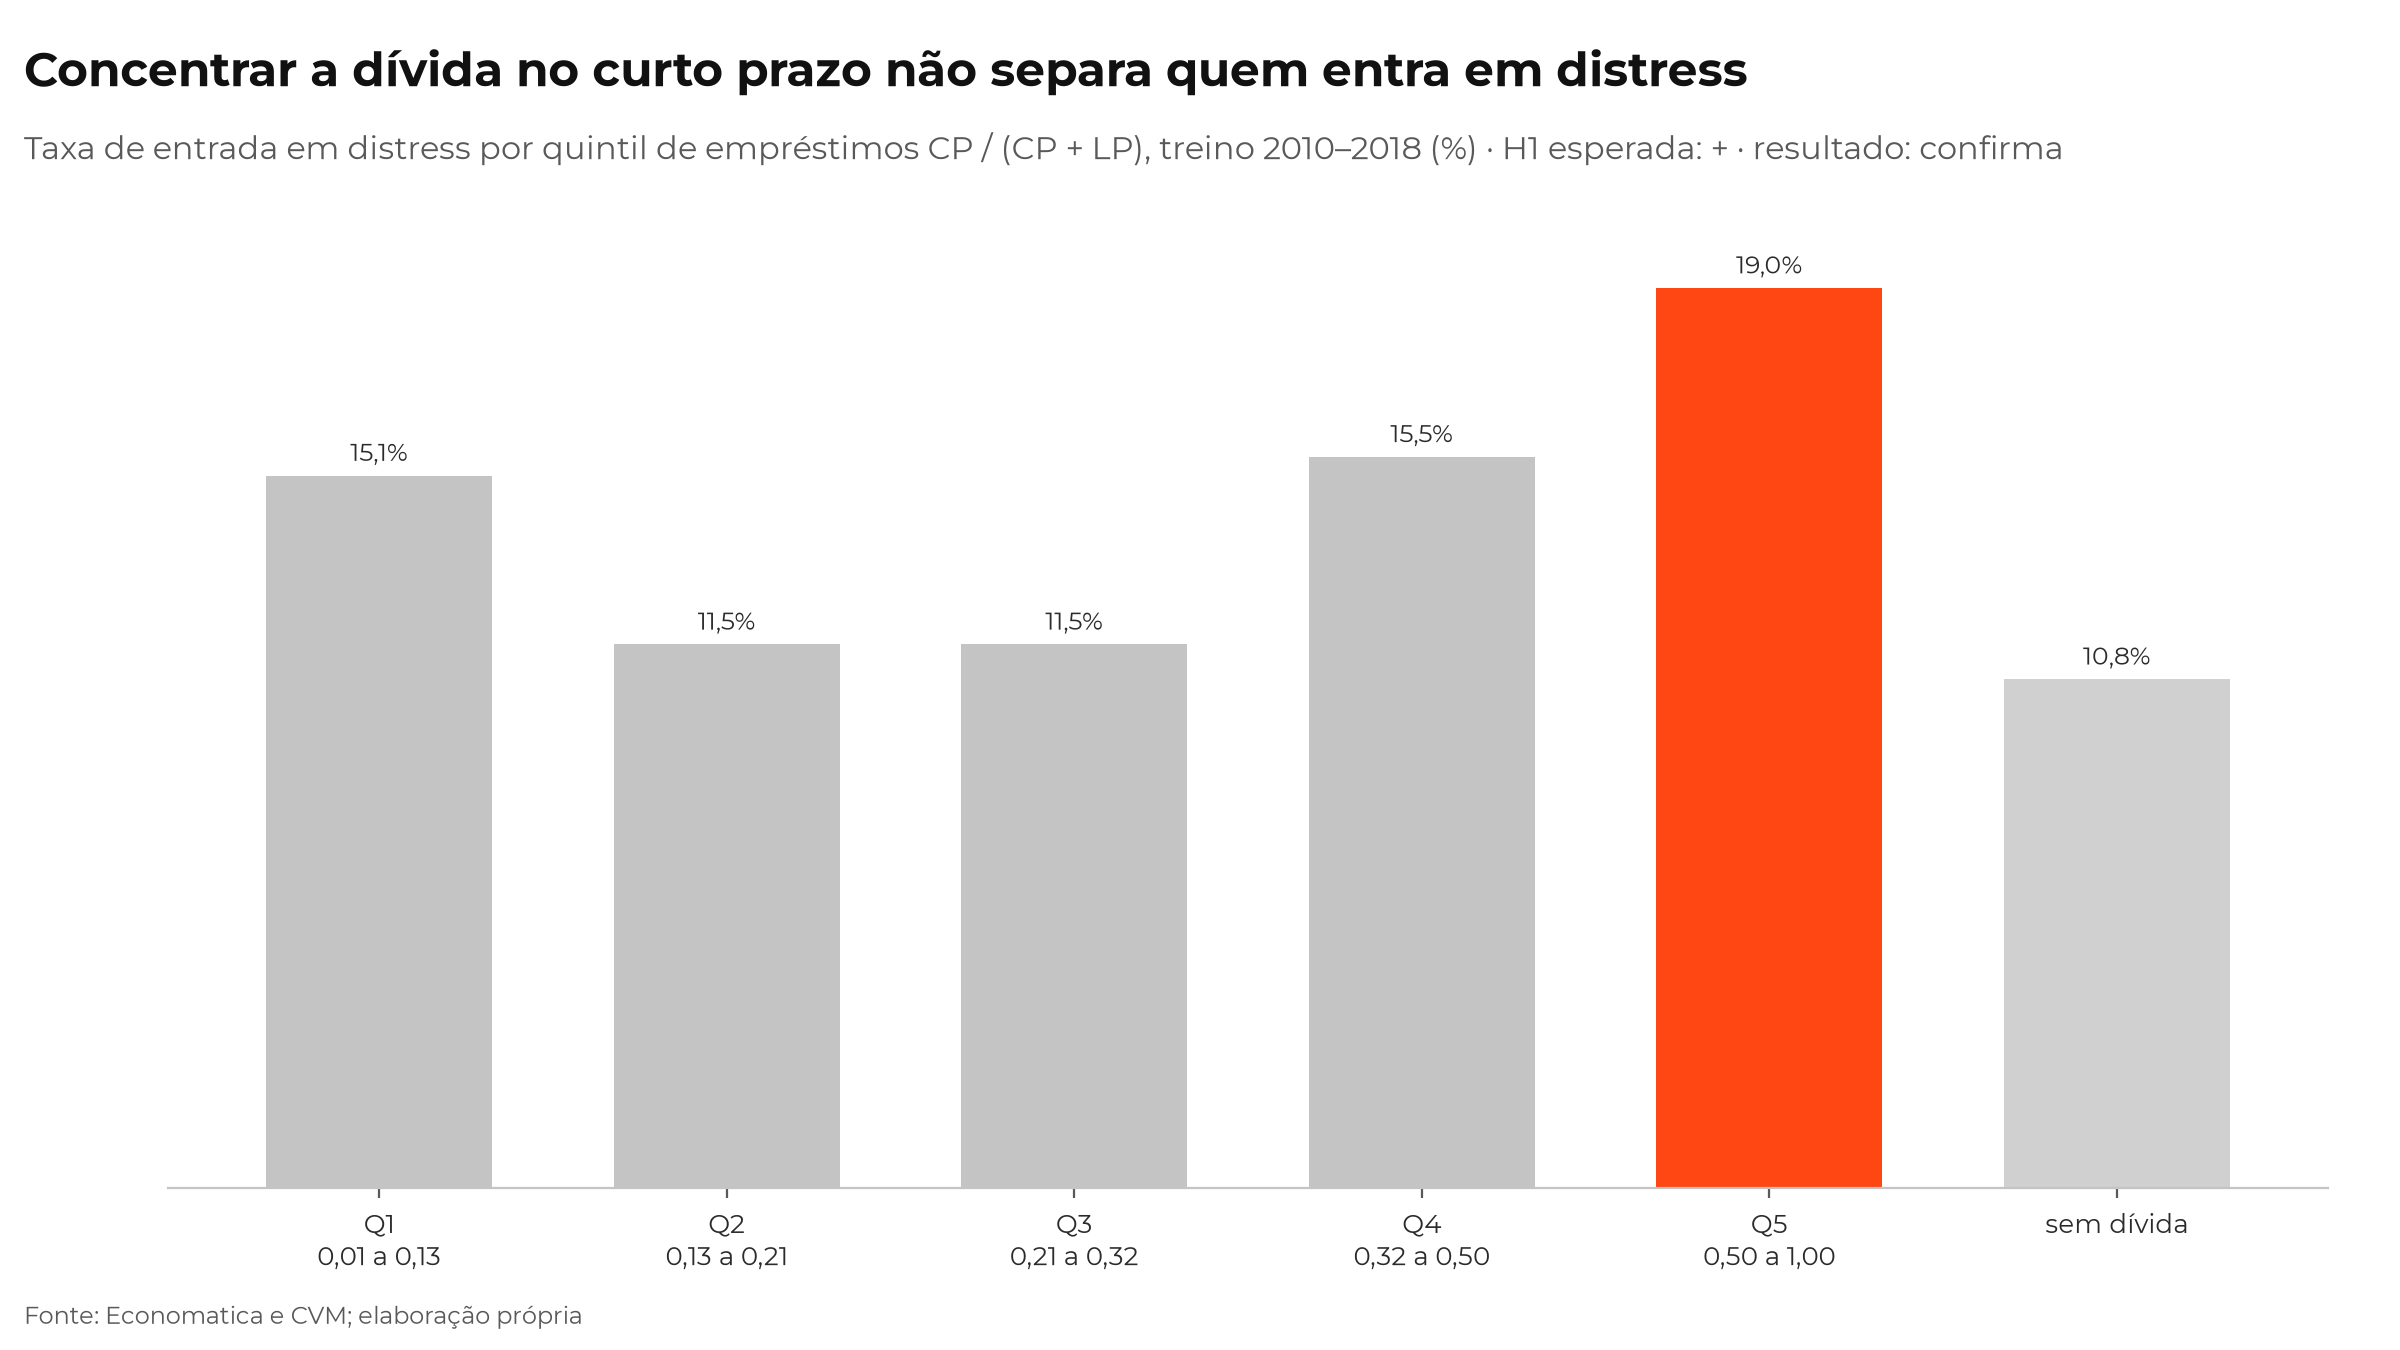 Concentrar a dívida no curto prazo não separa quem entra em distress
Taxa de entrada em distress por quintil de empréstimos CP / (CP + LP), treino 2010–2018 (%) · H1 esperada: + · resultado: confirma
19,0%
15,5%
15,1%
11,5%
11,5%
10,8%
Q1
0,01 a 0,13
Q2
0,13 a 0,21
Q3
0,21 a 0,32
Q4
0,32 a 0,50
Q5
0,50 a 1,00
sem dívida
Fonte: Economatica e CVM; elaboração própria